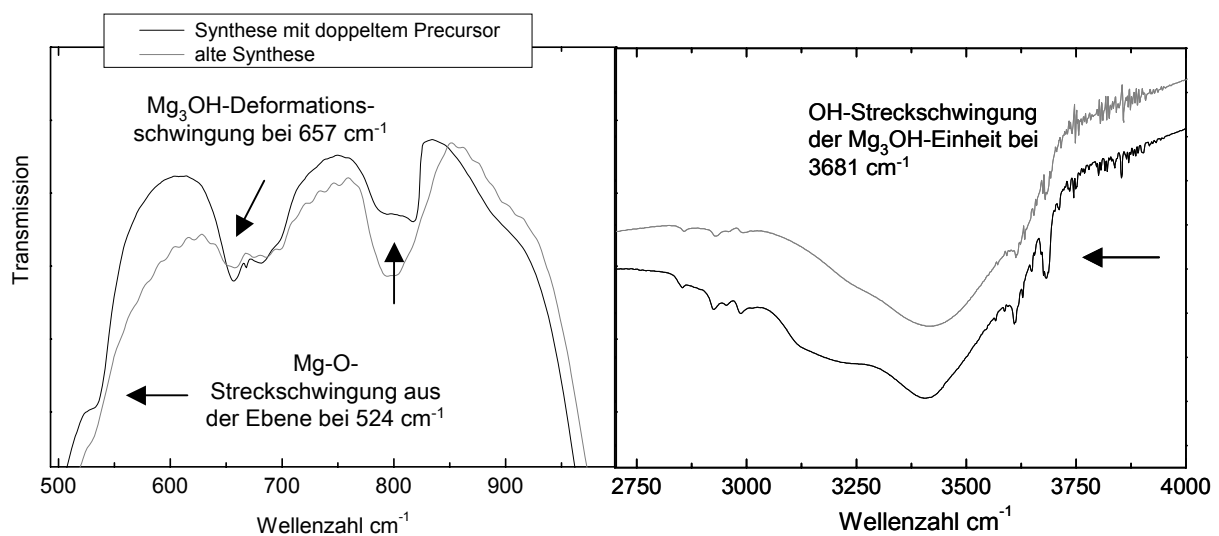 Synthese mit doppeltem Precursor
alte Synthese
Mg₃OH-Deformations-
schwingung bei 657 cm⁻¹
Mg-O-
Streckschwingung aus
der Ebene bei 524 cm⁻¹
Transmission
500 600 700 800 900
Wellenzahl cm⁻¹
OH-Streckschwingung
der Mg₃OH-Einheit bei
3681 cm⁻¹
2750 3000 3250 3500 3750 4000
Wellenzahl cm⁻¹